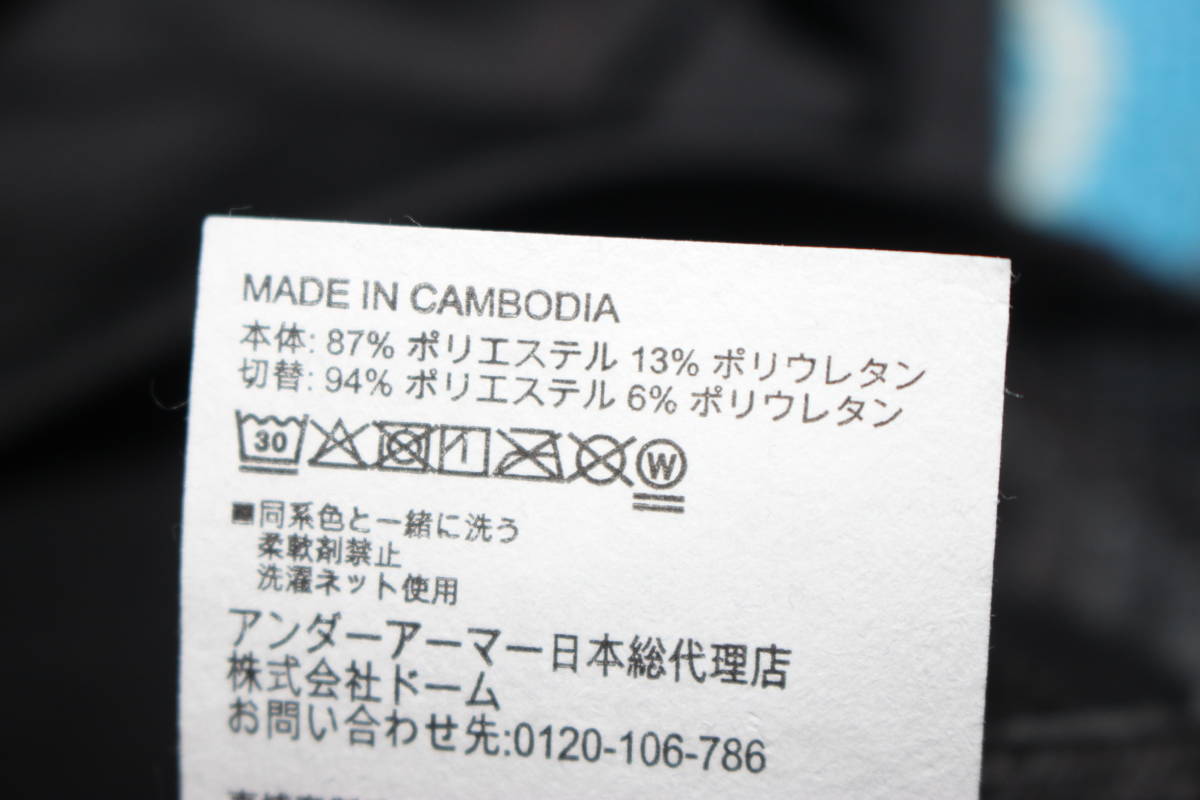 MADE IN CAMBODIA
本体: 87% ポリエステル 13% ポリウレタン
切替: 94% ポリエステル 6% ポリウレタン
30 W
■同系色と一緒に洗う
柔軟剤禁止
洗濯ネット使用
アンダーアーマー日本総代理店
株式会社ドーム
お問い合わせ先:0120-106-786